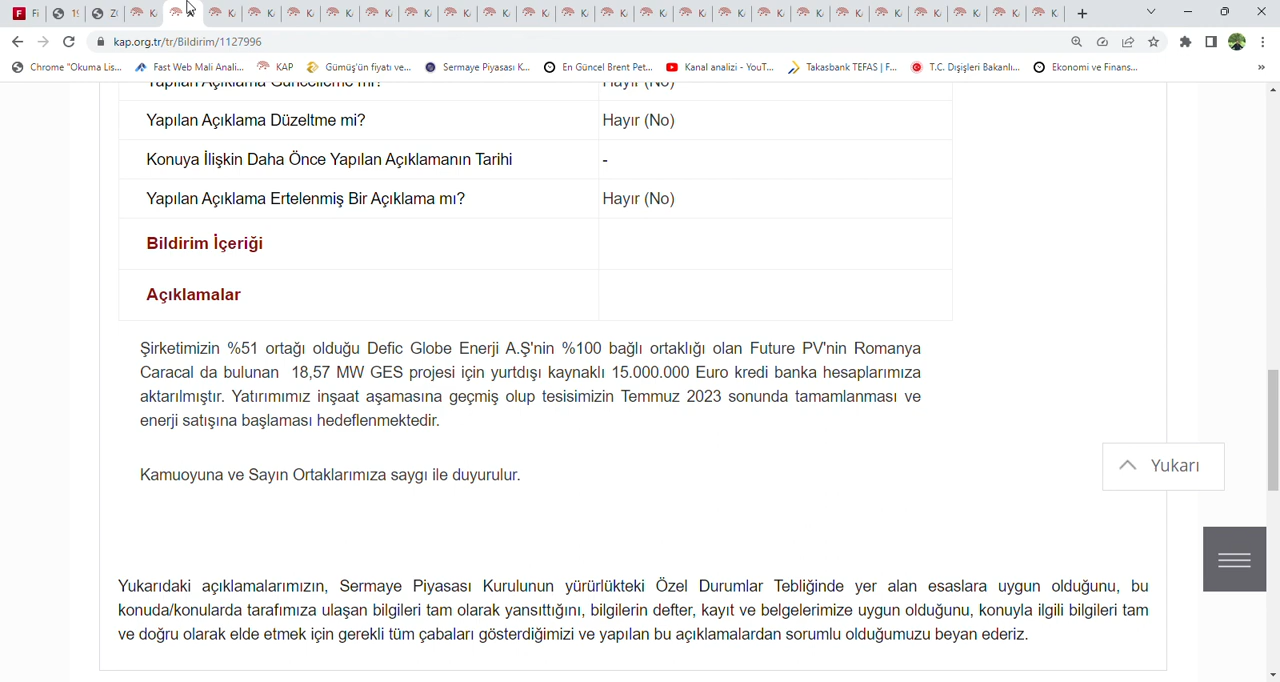 kap.org.tr/tr/Bildirim/1127996
Chrome "Okuma Lis... Fast Web Mali Anali... KAP Gümüş'ün fiyatı ve... Sermaye Piyasası K... En Güncel Brent Pet... Kanal analizi - YouT... Takasbank TEFAS | F... T.C. Dışişleri Bakanlı... Ekonomi ve Finans... »
Yapılan Açıklama Güncelleme mi? Hayır (No)
Yapılan Açıklama Düzeltme mi? Hayır (No)
Konuya İlişkin Daha Önce Yapılan Açıklamanın Tarihi -
Yapılan Açıklama Ertelenmiş Bir Açıklama mı? Hayır (No)
Bildirim İçeriği
Açıklamalar
Şirketimizin %51 ortağı olduğu Defic Globe Enerji A.Ş'nin %100 bağlı ortaklığı olan Future PV'nin Romanya
Caracal da bulunan 18,57 MW GES projesi için yurtdışı kaynaklı 15.000.000 Euro kredi banka hesaplarımıza
aktarılmıştır. Yatırımımız inşaat aşamasına geçmiş olup tesisimizin Temmuz 2023 sonunda tamamlanması ve
enerji satışına başlaması hedeflenmektedir.
Yukarı
Kamuoyuna ve Sayın Ortaklarımıza saygı ile duyurulur.
Yukarıdaki açıklamalarımızın, Sermaye Piyasası Kurulunun yürürlükteki Özel Durumlar Tebliğinde yer alan esaslara uygun olduğunu, bu
konuda/konularda tarafımıza ulaşan bilgileri tam olarak yansıttığını, bilgilerin defter, kayıt ve belgelerimize uygun olduğunu, konuyla ilgili bilgileri tam
ve doğru olarak elde etmek için gerekli tüm çabaları gösterdiğimizi ve yapılan bu açıklamalardan sorumlu olduğumuzu beyan ederiz.